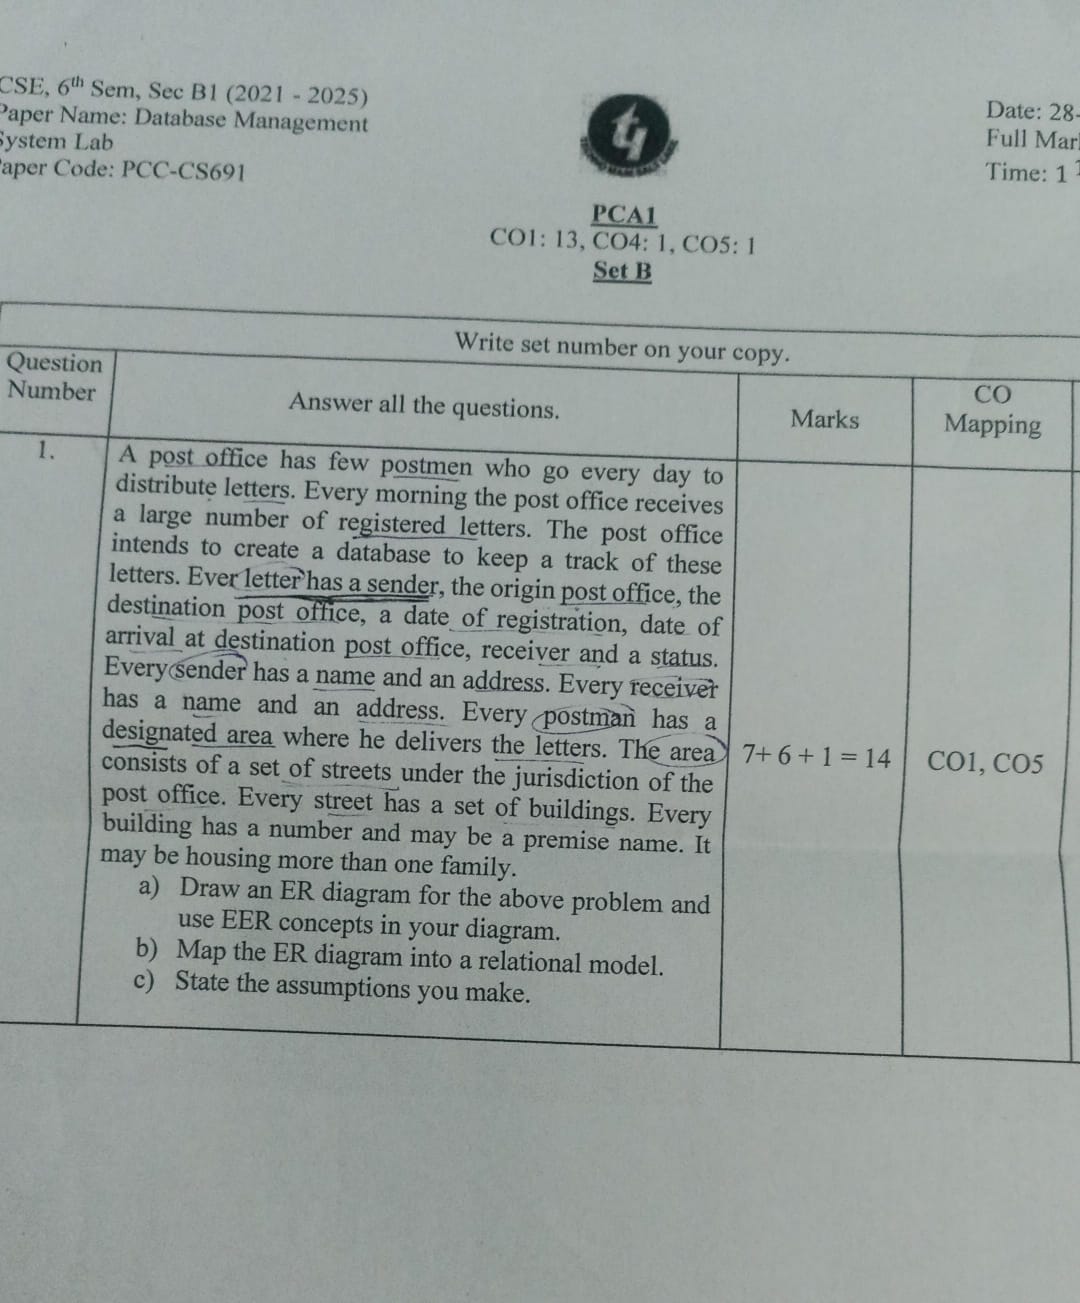 CSE, 6th Sem, Sec B1 (2021 - 2025)
Paper Name: Database Management
System Lab
Paper Code: PCC-CS691
Date: 28-
Full Mar
Time: 1
PCA1
CO1: 13, CO4: 1, CO5: 1
Set B
Write set number on your copy.
Question
Number
Answer all the questions.
Marks
CO
Mapping
1.
A post office has few postmen who go every day to
distribute letters. Every morning the post office receives
a large number of registered letters. The post office
intends to create a database to keep a track of these
letters. Ever letter has a sender, the origin post office, the
destination post office, a date of registration, date of
arrival at destination post office, receiver and a status.
Every sender has a name and an address. Every receiver
has a name and an address. Every postman has a
designated area where he delivers the letters. The area
consists of a set of streets under the jurisdiction of the
post office. Every street has a set of buildings. Every
building has a number and may be a premise name. It
may be housing more than one family.
a) Draw an ER diagram for the above problem and
use EER concepts in your diagram.
b) Map the ER diagram into a relational model.
c) State the assumptions you make.
7+ 6 + 1 = 14
CO1, CO5